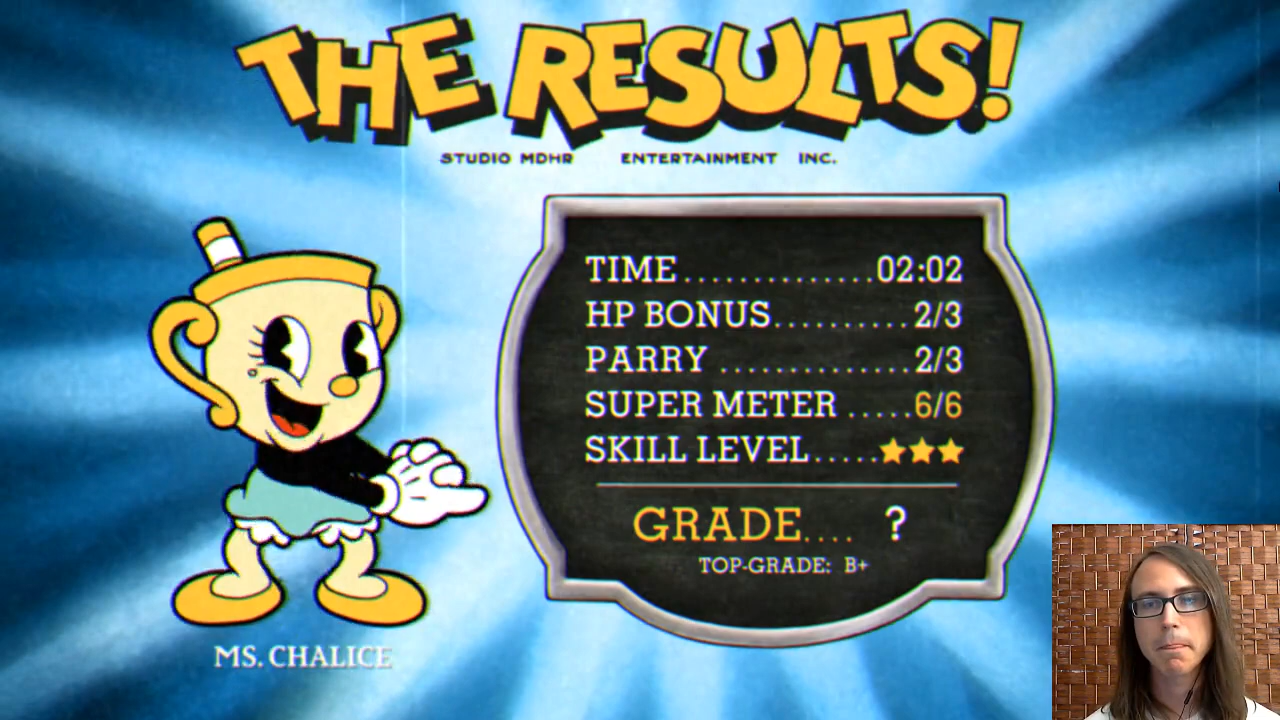 THE RESULTS!
STUDIO MDHR ENTERTAINMENT INC.
TIME..............02:02
HP BONUS..........2/3
PARRY ..............2/3
SUPER METER .....6/6
SKILL LEVEL.....★★★
GRADE.... ?
TOP-GRADE: B+
MS. CHALICE